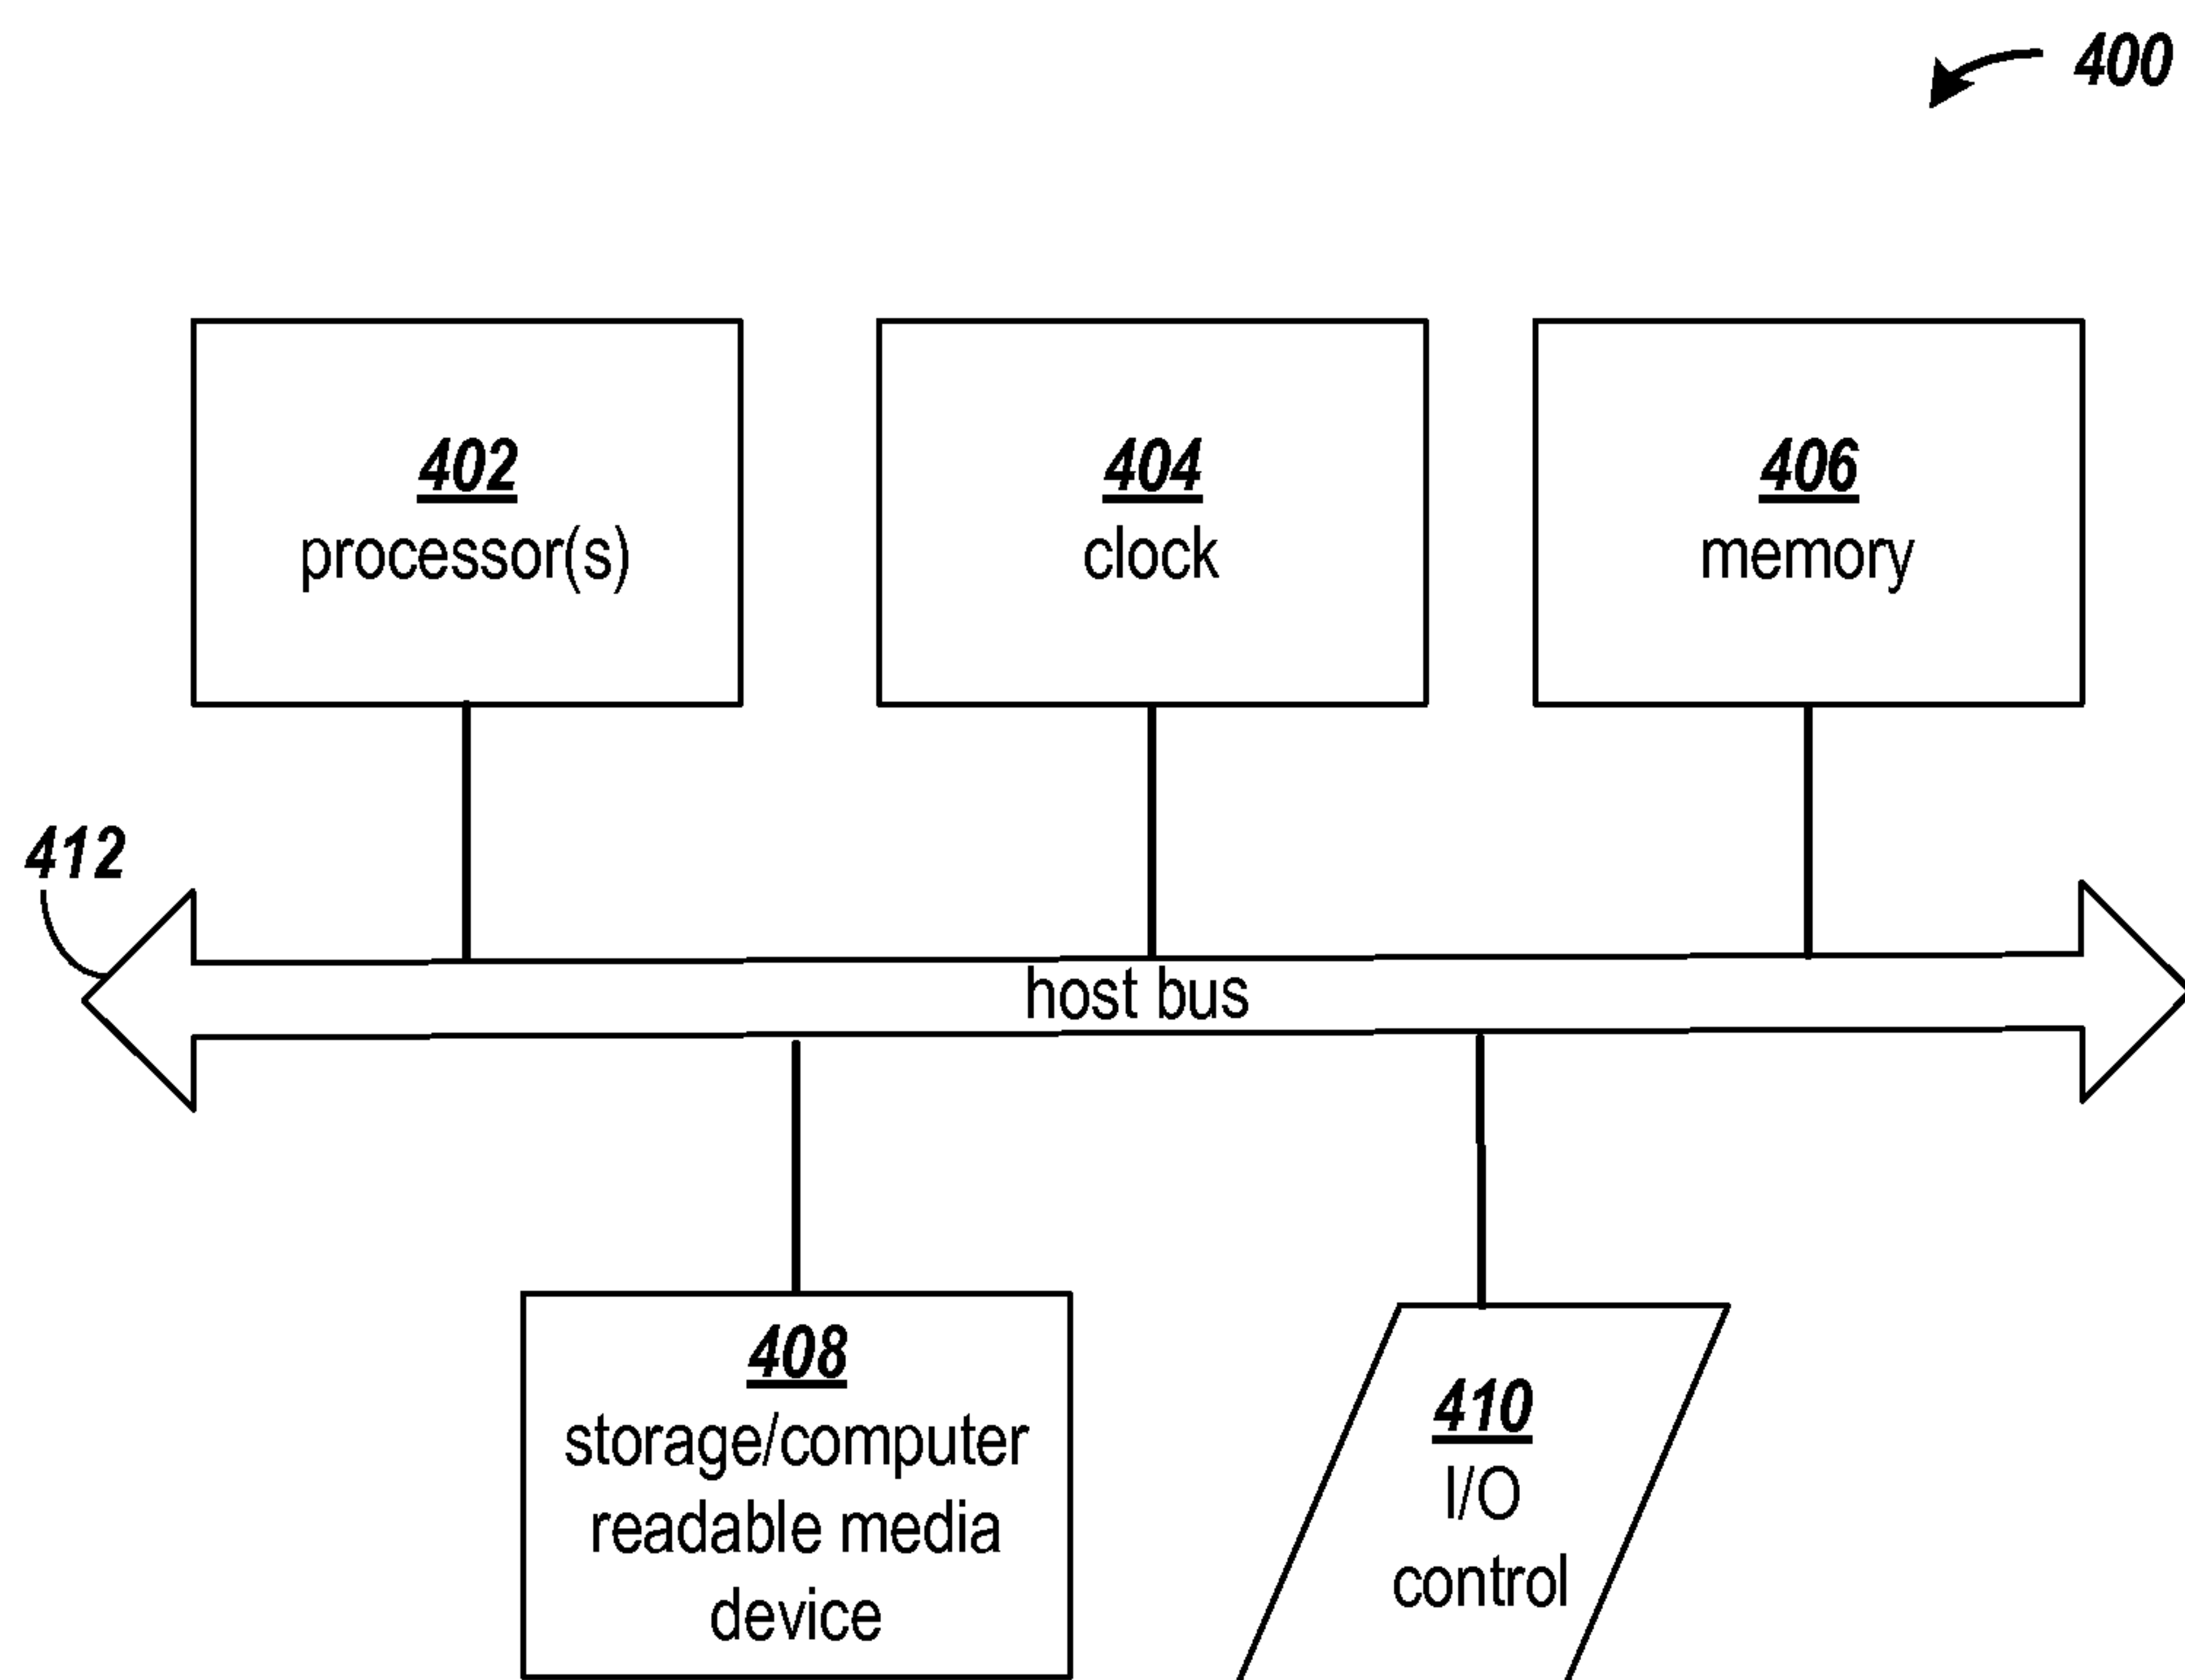 400
402
processor(s)
404
clock
406
memory
412
host bus
408
storage/computer
readable media
device
410
I/O
control